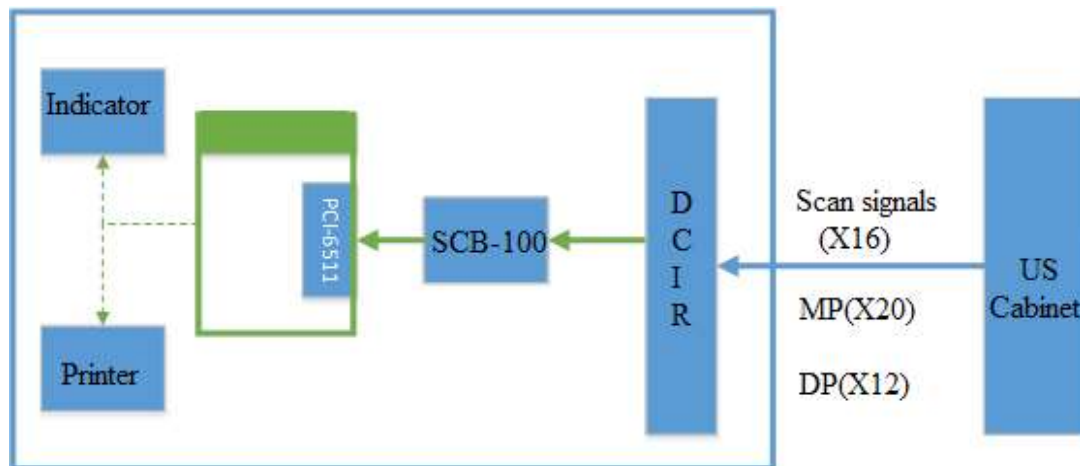 Indicator
Printer
PCI-6511
SCB-100
D
C
I
R
Scan signals
(X16)
MP(X20)
DP(X12)
US
Cabinet